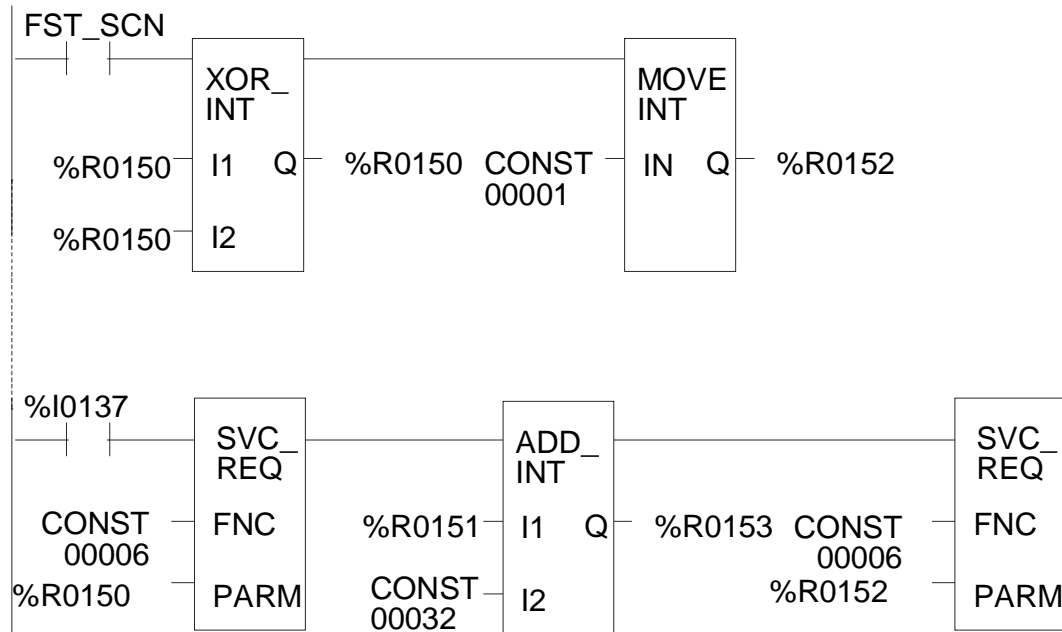 FST_SCN
XOR_
INT
MOVE
INT
%R0150 I1 Q %R0150 CONST
00001 IN Q %R0152
%R0150 I2
%I0137
SVC_
REQ
ADD_
INT
SVC_
REQ
CONST
00006 FNC
%R0151 I1 Q %R0153
CONST
00006 FNC
%R0150 PARM
CONST
00032 I2
%R0152 PARM